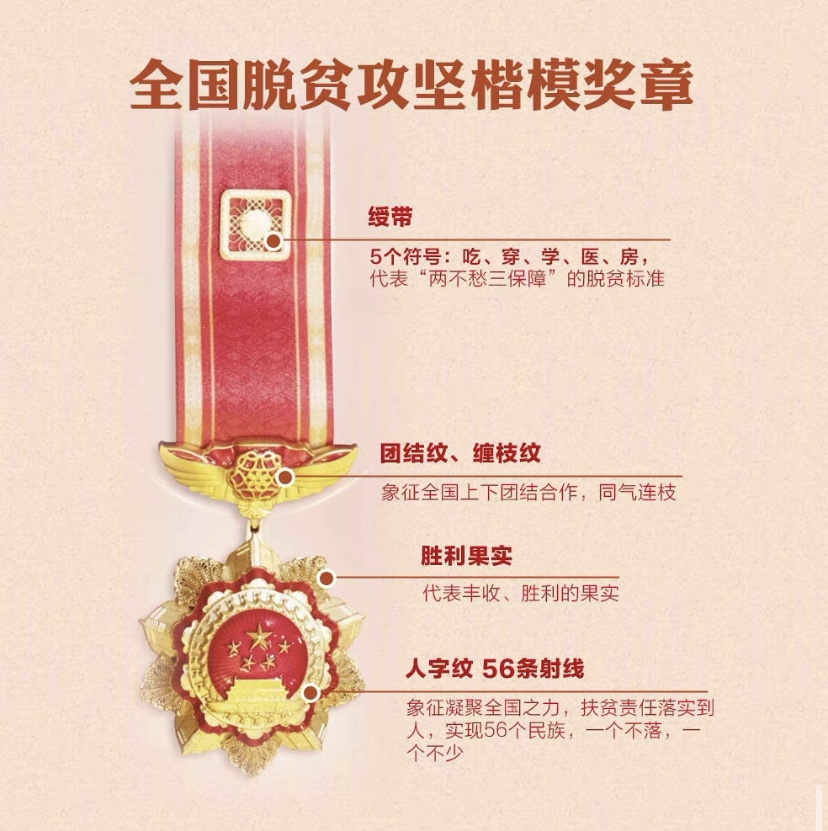 全国脱贫攻坚楷模奖章
绶带
5个符号：吃、穿、学、医、房，
代表“两不愁三保障”的脱贫标准
团结纹、缠枝纹
象征全国上下团结合作，同气连枝
胜利果实
代表丰收、胜利的果实
人字纹 56条射线
象征凝聚全国之力，扶贫责任落实到
人，实现56个民族，一个不落，一
个不少